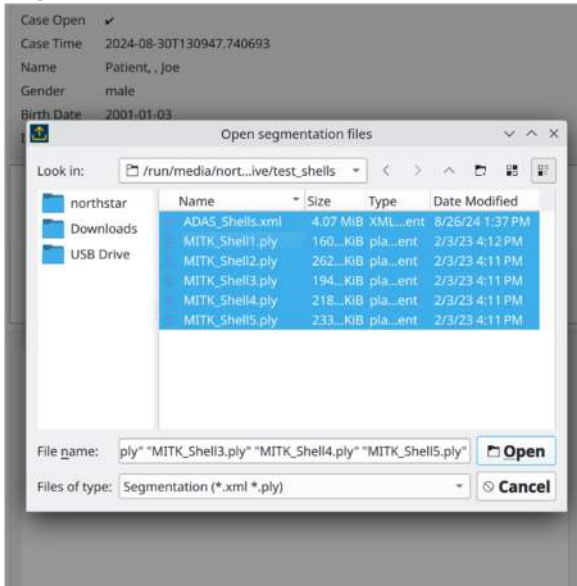 Case Open ✔
Case Time 2024-08-30T130947.740693
Name Patient, , Joe
Gender male
Birth Date 2001-01-03
Open segmentation files
Look in: /run/media/nort...ive/test_shells
northstar
Downloads
USB Drive
Name Size Type Date Modified
ADAS_Shells.xml 4.07 MiB XML...ent 8/26/24 1:37 PM
MITK_Shell1.ply 160...KiB pla...ent 2/3/23 4:12 PM
MITK_Shell2.ply 262...KiB pla...ent 2/3/23 4:11 PM
MITK_Shell3.ply 194...KiB pla...ent 2/3/23 4:11 PM
MITK_Shell4.ply 218...KiB pla...ent 2/3/23 4:11 PM
MITK_Shell5.ply 233...KiB pla...ent 2/3/23 4:11 PM
File name: ply" "MITK_Shell3.ply" "MITK_Shell4.ply" "MITK_Shell5.ply" Open
Files of type: Segmentation (*.xml *.ply) Cancel